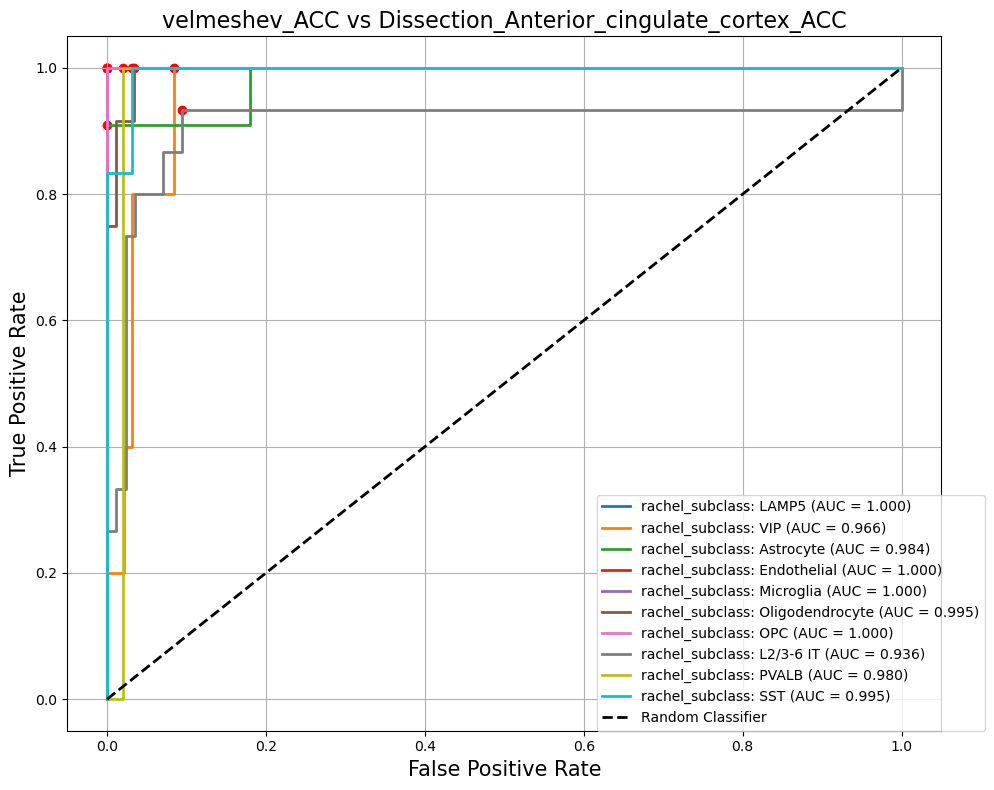 velmeshev_ACC vs Dissection_Anterior_cingulate_cortex_ACC
True Positive Rate
1.0
0.8
0.6
0.4
0.2
0.0
rachel_subclass: LAMP5 (AUC = 1.000)
rachel_subclass: VIP (AUC = 0.966)
rachel_subclass: Astrocyte (AUC = 0.984)
rachel_subclass: Endothelial (AUC = 1.000)
rachel_subclass: Microglia (AUC = 1.000)
rachel_subclass: Oligodendrocyte (AUC = 0.995)
rachel_subclass: OPC (AUC = 1.000)
rachel_subclass: L2/3-6 IT (AUC = 0.936)
rachel_subclass: PVALB (AUC = 0.980)
rachel_subclass: SST (AUC = 0.995)
Random Classifier
0.0 0.2 0.4 0.6 0.8 1.0
False Positive Rate